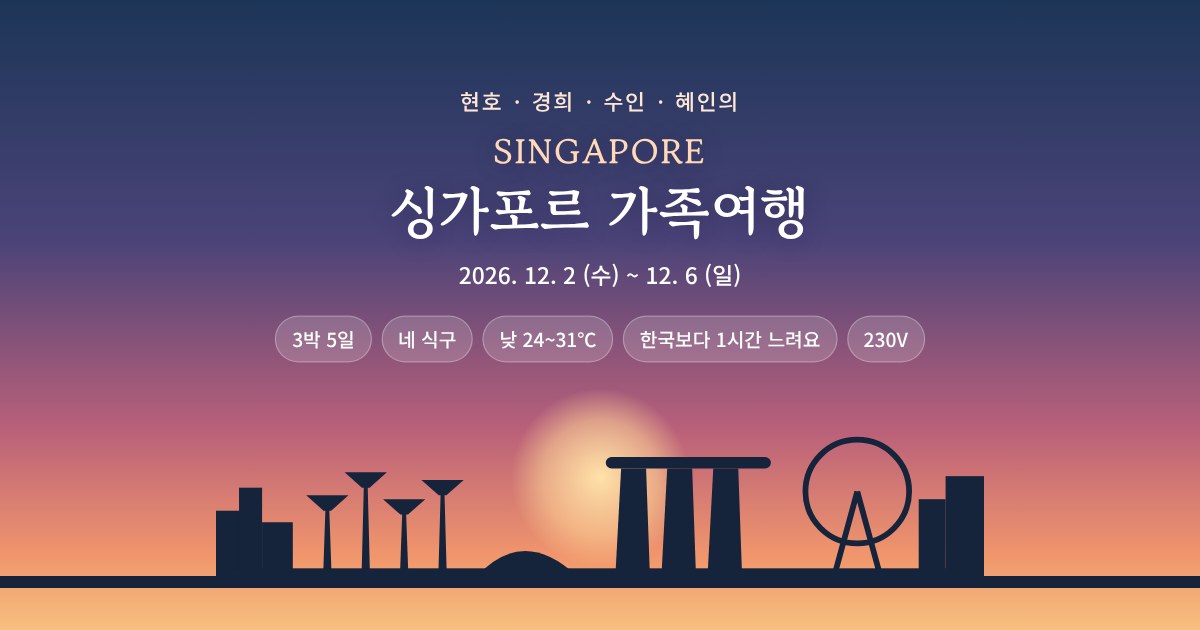 현호 · 경희 · 수인 · 혜인의
SINGAPORE
싱가포르 가족여행
2026. 12. 2 (수) ~ 12. 6 (일)
3박 5일 네 식구 낮 24~31°C 한국보다 1시간 느려요 230V